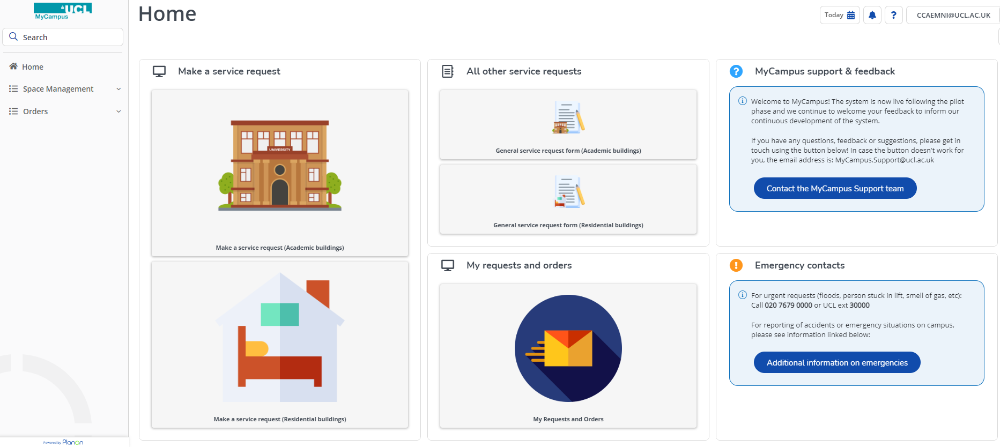 UCL
MyCampus
Search
Home
Space Management
Orders
Powered by Planon
Home
Today
?
CCAEMNI@UCL.AC.UK
Make a service request
UNIVERSITY
Make a service request (Academic buildings)
Make a service request (Residential buildings)
All other service requests
General service request form (Academic buildings)
General service request form (Residential buildings)
My requests and orders
My Requests and Orders
? MyCampus support & feedback
Welcome to MyCampus! The system is now live following the pilot
phase and we continue to welcome your feedback to inform our
continuous development of the system.
If you have any questions, feedback or suggestions, please get in
touch using the button below! In case the button doesn't work for
you, the email address is: MyCampus.Support@ucl.ac.uk
Contact the MyCampus Support team
! Emergency contacts
For urgent requests (floods, person stuck in lift, smell of gas, etc):
Call 020 7679 0000 or UCL ext 30000
For reporting of accidents or emergency situations on campus,
please see information linked below:
Additional information on emergencies